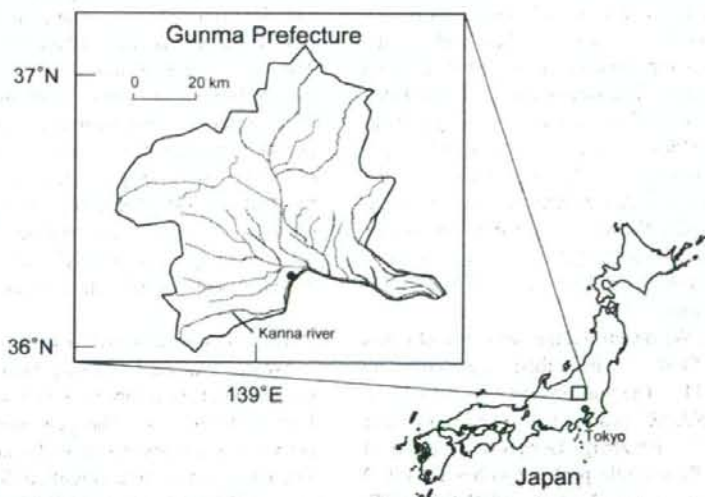 Gunma Prefecture
37°N
0 20 km
Kanna river
36°N
139°E
Tokyo
Japan